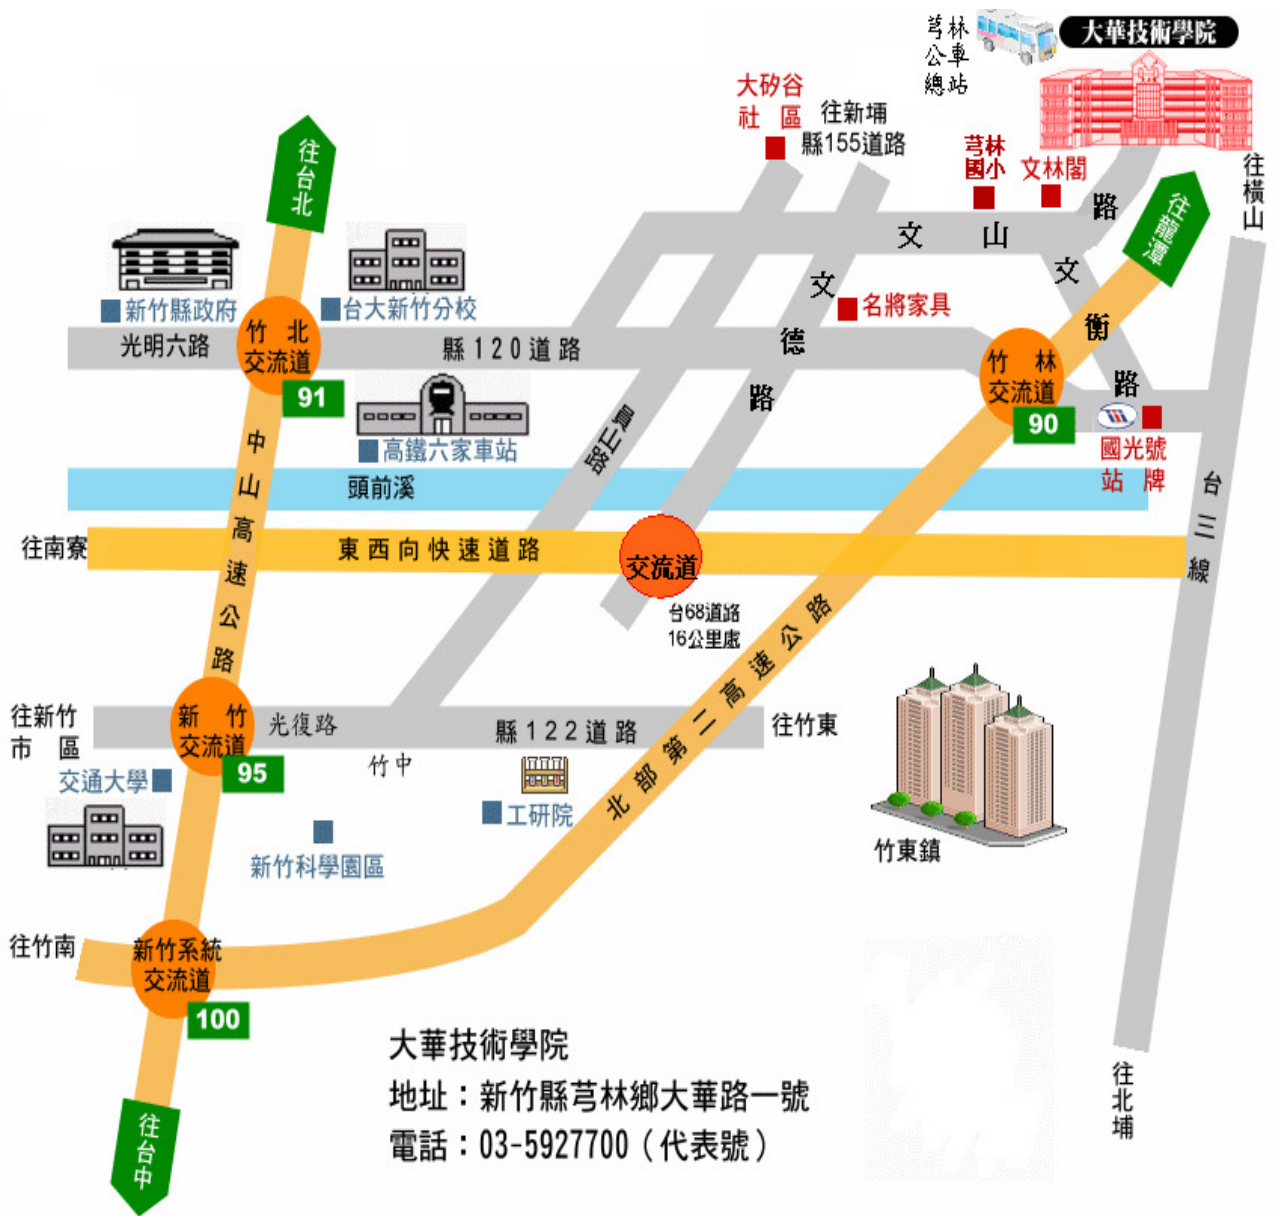 芎林
公車
總站
大華技術學院
大矽谷
社區
往新埔
縣155道路
芎林
國小
文林閣
往橫山
往台北
往龍潭
文山路
新竹縣政府
台大新竹分校
文德路
名將家具
文衡路
竹北
交流道
91
光明六路
縣120道路
竹林
交流道
90
高鐵六家車站
國光號
站牌
中山高速公路
頭前溪
台三線
往南寮
東西向快速道路
交流道
台68道路
16公里處
北部第二高速公路
往新竹
市區
新竹
交流道
95
光復路
縣122道路
往竹東
竹中
交通大學
工研院
新竹科學園區
竹東鎮
往竹南
新竹系統
交流道
100
往台中
往北埔
大華技術學院
地址：新竹縣芎林鄉大華路一號
電話：03-5927700（代表號）